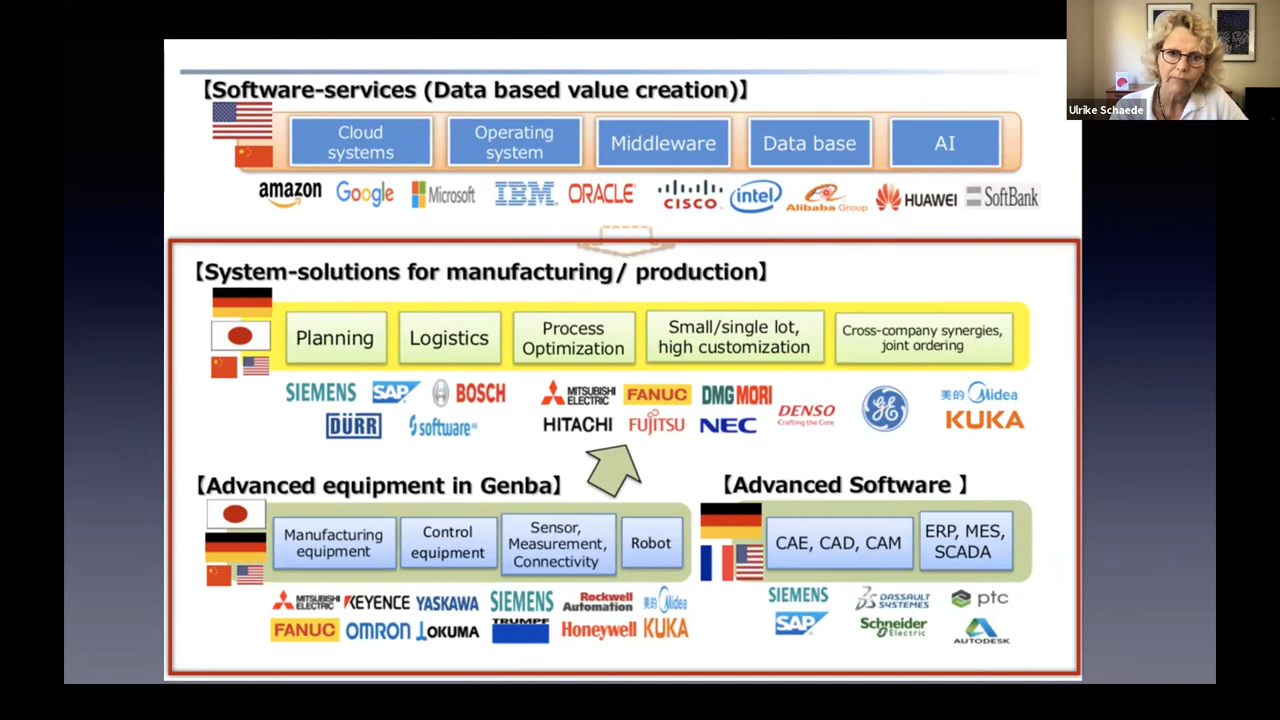 【Software-services (Data based value creation)】
Cloud systems
Operating system
Middleware
Data base
AI
amazon Google Microsoft IBM ORACLE CISCO intel Alibaba Group HUAWEI SoftBank
Ulrike Schaede
【System-solutions for manufacturing/ production】
Planning
Logistics
Process
Optimization
Small/single lot,
high customization
Cross-company synergies,
joint ordering
SIEMENS SAP BOSCH MITSUBISHI ELECTRIC FANUC DMG MORI DENSO Crafting the Core GE 美的 Midea
DÜRR software AG HITACHI FUJITSU NEC KUKA
【Advanced equipment in Genba】
Manufacturing
equipment
Control
equipment
Sensor,
Measurement,
Connectivity
Robot
MITSUBISHI ELECTRIC KEYENCE YASKAWA SIEMENS Rockwell Automation 美的 Midea
FANUC OMRON OKUMA TRUMPF Honeywell KUKA
【Advanced Software 】
CAE, CAD, CAM
ERP, MES,
SCADA
SIEMENS DASSAULT SYSTEMES ptc
SAP Schneider Electric AUTODESK